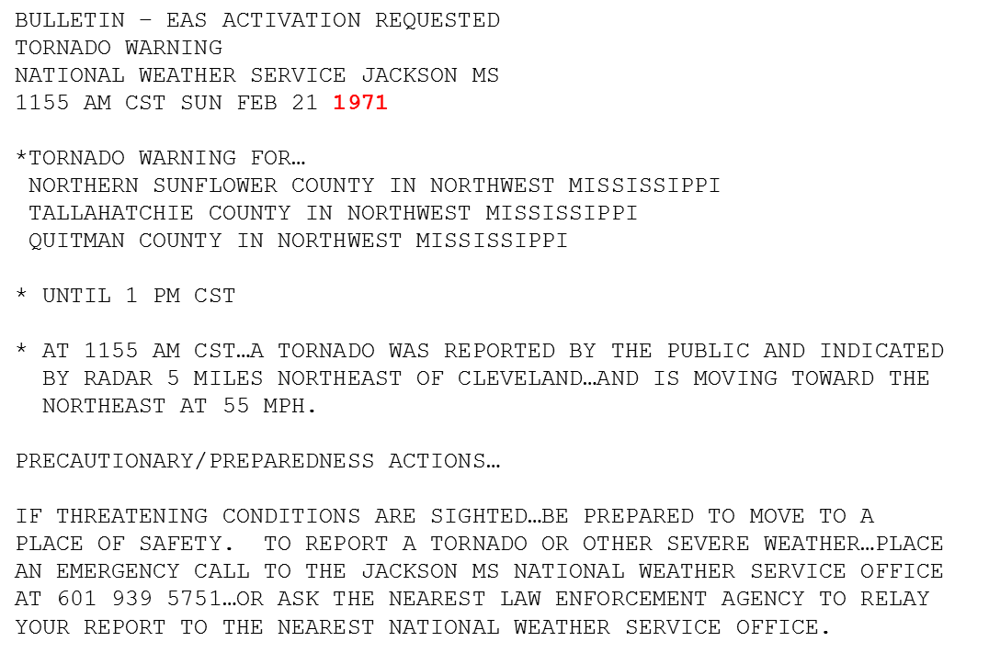 BULLETIN – EAS ACTIVATION REQUESTED
TORNADO WARNING
NATIONAL WEATHER SERVICE JACKSON MS
1155 AM CST SUN FEB 21 1971
*TORNADO WARNING FOR…
NORTHERN SUNFLOWER COUNTY IN NORTHWEST MISSISSIPPI
TALLAHATCHIE COUNTY IN NORTHWEST MISSISSIPPI
QUITMAN COUNTY IN NORTHWEST MISSISSIPPI
* UNTIL 1 PM CST
* AT 1155 AM CST…A TORNADO WAS REPORTED BY THE PUBLIC AND INDICATED
BY RADAR 5 MILES NORTHEAST OF CLEVELAND…AND IS MOVING TOWARD THE
NORTHEAST AT 55 MPH.
PRECAUTIONARY/PREPAREDNESS ACTIONS…
IF THREATENING CONDITIONS ARE SIGHTED…BE PREPARED TO MOVE TO A
PLACE OF SAFETY.  TO REPORT A TORNADO OR OTHER SEVERE WEATHER…PLACE
AN EMERGENCY CALL TO THE JACKSON MS NATIONAL WEATHER SERVICE OFFICE
AT 601 939 5751…OR ASK THE NEAREST LAW ENFORCEMENT AGENCY TO RELAY
YOUR REPORT TO THE NEAREST NATIONAL WEATHER SERVICE OFFICE.